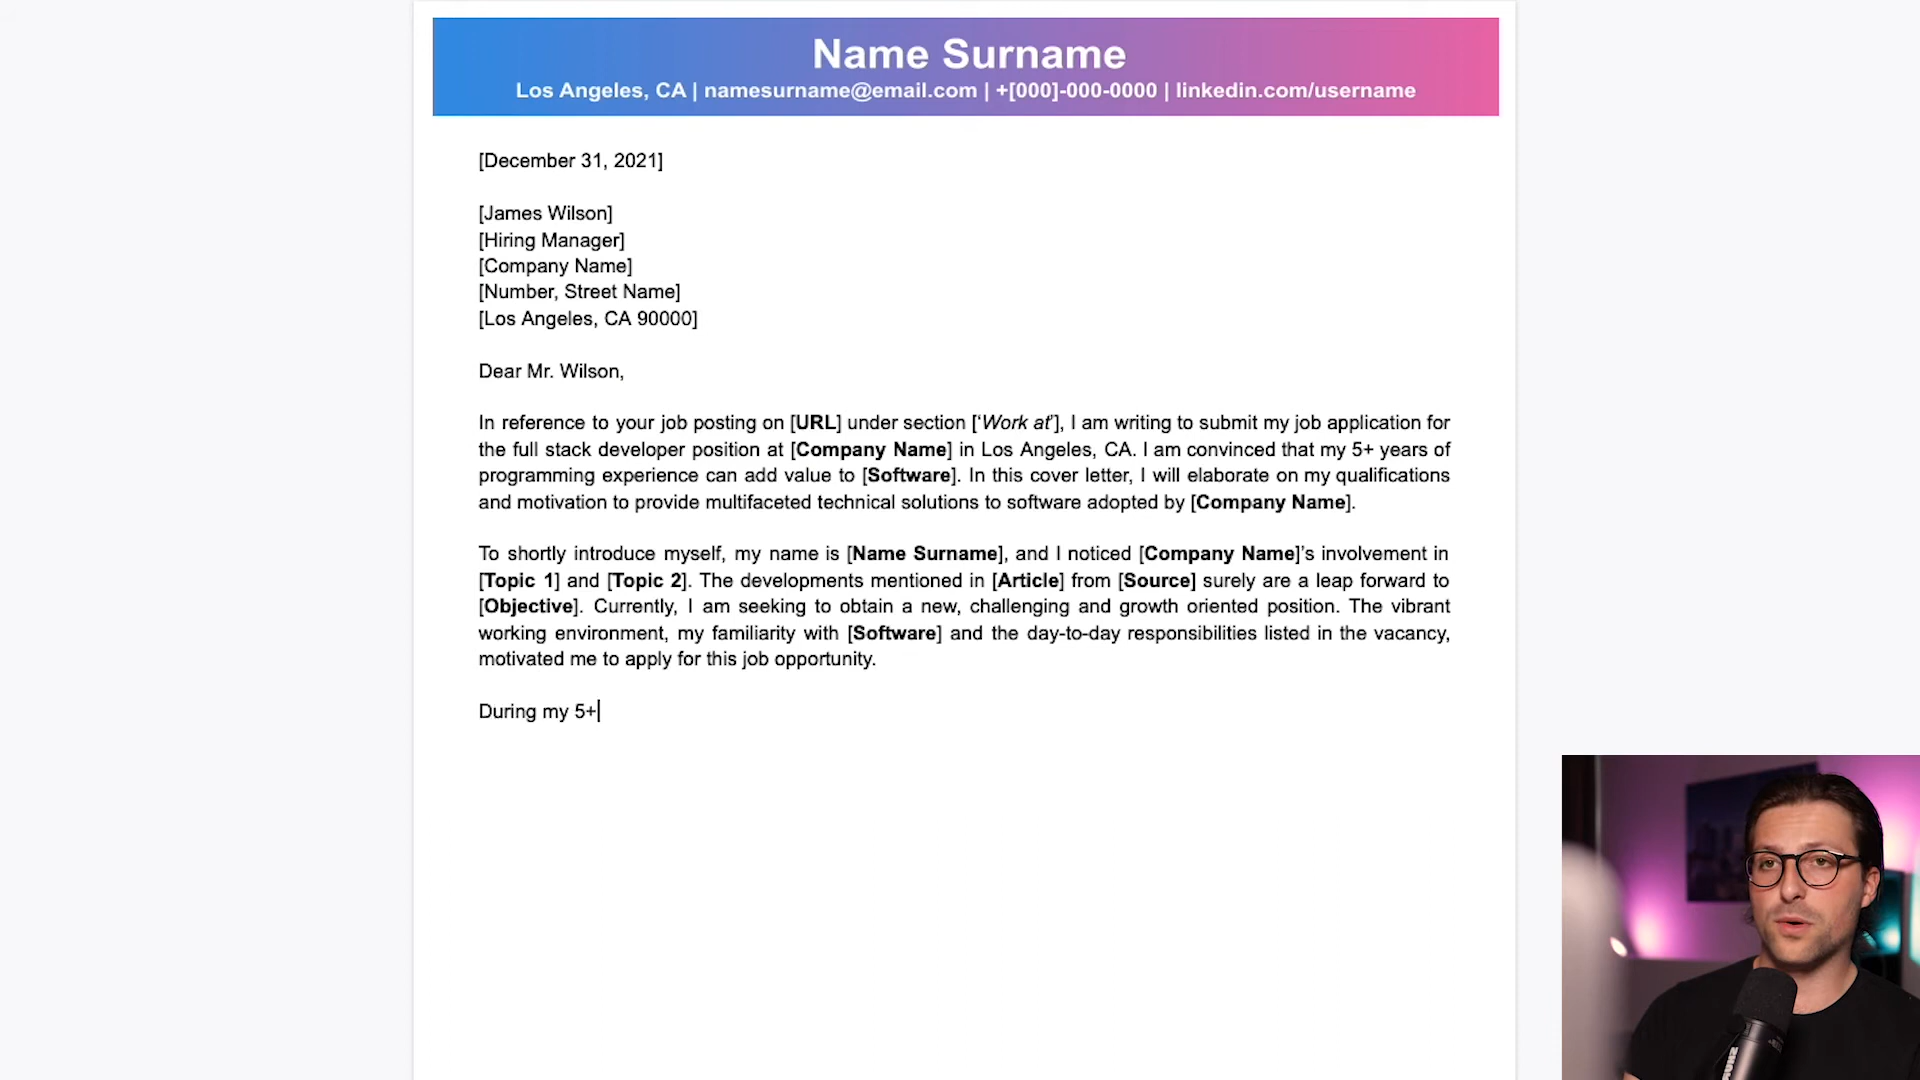 Name Surname
Los Angeles, CA | namesurname@email.com | +[000]-000-0000 | linkedin.com/username
[December 31, 2021]
[James Wilson]
[Hiring Manager]
[Company Name]
[Number, Street Name]
[Los Angeles, CA 90000]
Dear Mr. Wilson,
In reference to your job posting on [URL] under section [‘Work at’], I am writing to submit my job application for
the full stack developer position at [Company Name] in Los Angeles, CA. I am convinced that my 5+ years of
programming experience can add value to [Software]. In this cover letter, I will elaborate on my qualifications
and motivation to provide multifaceted technical solutions to software adopted by [Company Name].
To shortly introduce myself, my name is [Name Surname], and I noticed [Company Name]’s involvement in
[Topic 1] and [Topic 2]. The developments mentioned in [Article] from [Source] surely are a leap forward to
[Objective]. Currently, I am seeking to obtain a new, challenging and growth oriented position. The vibrant
working environment, my familiarity with [Software] and the day-to-day responsibilities listed in the vacancy,
motivated me to apply for this job opportunity.
During my 5+